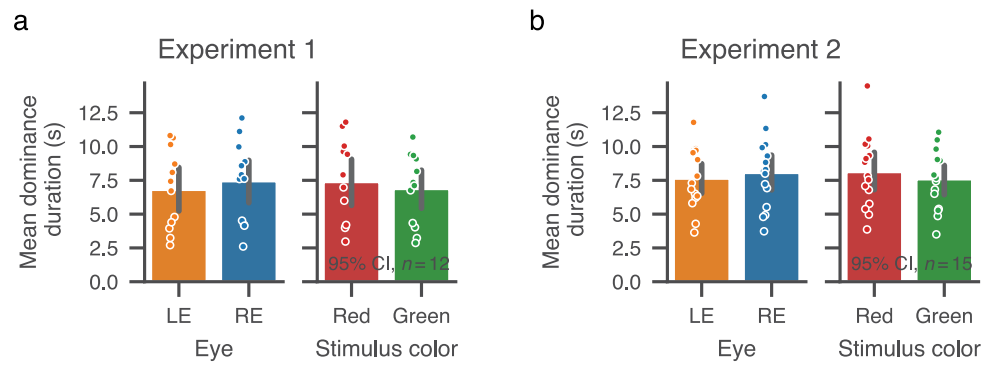 a
Experiment 1
Mean dominance
duration (s)
12.5
10.0
7.5
5.0
2.5
0.0
95% CI, n = 12
LE
RE
Red
Green
Eye
Stimulus color
b
Experiment 2
Mean dominance
duration (s)
12.5
10.0
7.5
5.0
2.5
0.0
95% CI, n = 15
LE
RE
Red
Green
Eye
Stimulus color